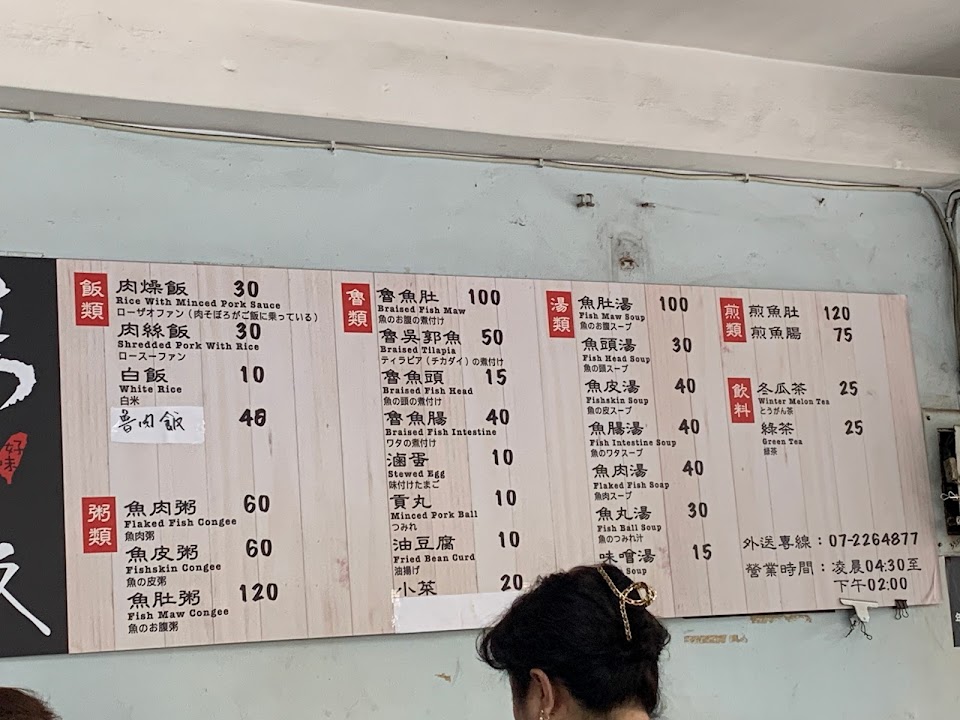 飯類
肉燥飯 30
Rice With Minced Pork Sauce
ローザオファン(肉そぼろがご飯に乗っている)
肉絲飯 30
Shredded Pork With Rice
ロースーファン
白飯 10
White Rice
白米
魯肉飯 40
粥類
魚肉粥 60
Flaked Fish Congee
魚肉粥
魚皮粥 60
Fishskin Congee
魚の皮粥
魚肚粥 120
Fish Maw Congee
魚のお腹粥
魯類
魯魚肚 100
Braised Fish Maw
魚のお腹の煮付け
魯吳郭魚 50
Braised Tilapia
ティラピア(チカダイ)の煮付け
魯魚頭 15
Braised Fish Head
魚の頭の煮付け
魯魚腸 40
Braised Fish Intestine
ワタの煮付け
滷蛋 10
Stewed Egg
味付けたまご
貢丸 10
Minced Pork Ball
つみれ
油豆腐 10
Fried Bean Curd
油揚げ
小菜 20
湯類
魚肚湯 100
Fish Maw Soup
魚のお腹スープ
魚頭湯 30
Fish Head Soup
魚の頭スープ
魚皮湯 40
Fishskin Soup
魚の皮スープ
魚腸湯 40
Fish Intestine Soup
魚のワタスープ
魚肉湯 40
Flaked Fish Soap
魚肉スープ
魚丸湯 30
Fish Ball Soup
魚のつみれ汁
味噌湯 15
Soup
煎類
煎魚肚 120
煎魚腸 75
飲料
冬瓜茶 25
Winter Melon Tea
とうがん茶
綠茶 25
Green Tea
緑茶
外送專線:07-2264877
營業時間:凌晨04:30至
下午02:00
好味
飯